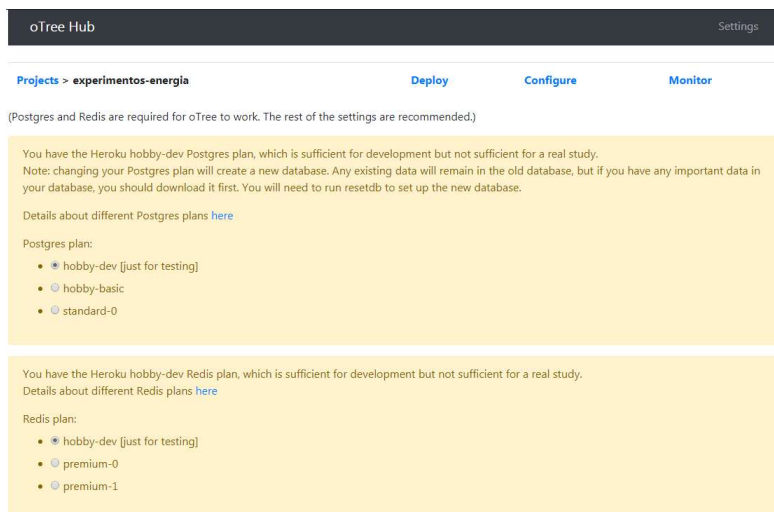 oTree Hub Settings
Projects > experimentos-energia Deploy Configure Monitor
(Postgres and Redis are required for oTree to work. The rest of the settings are recommended.)
You have the Heroku hobby-dev Postgres plan, which is sufficient for development but not sufficient for a real study.
Note: changing your Postgres plan will create a new database. Any existing data will remain in the old database, but if you have any important data in
your database, you should download it first. You will need to run resetdb to set up the new database.
Details about different Postgres plans here
Postgres plan:
hobby-dev [just for testing]
hobby-basic
standard-0
You have the Heroku hobby-dev Redis plan, which is sufficient for development but not sufficient for a real study.
Details about different Redis plans here
Redis plan:
hobby-dev [just for testing]
premium-0
premium-1